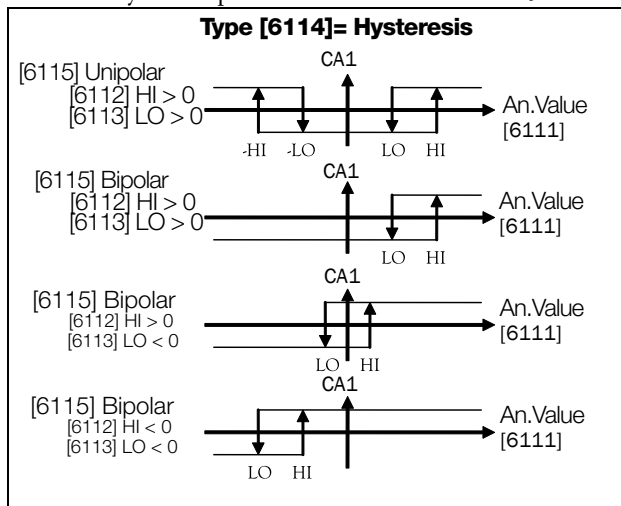 Type [6114]= Hysteresis
CA1
[6115] Unipolar
[6112] HI > 0
[6113] LO > 0
An.Value
[6111]
-HI -LO LO HI
[6115] Bipolar
CA1
[6112] HI > 0
[6113] LO > 0
An.Value
[6111]
LO HI
CA1
[6115] Bipolar
[6112] HI > 0
[6113] LO < 0
An.Value
[6111]
LO HI
CA1
[6115] Bipolar
[6112] HI < 0
[6113] LO < 0
An.Value
[6111]
LO HI